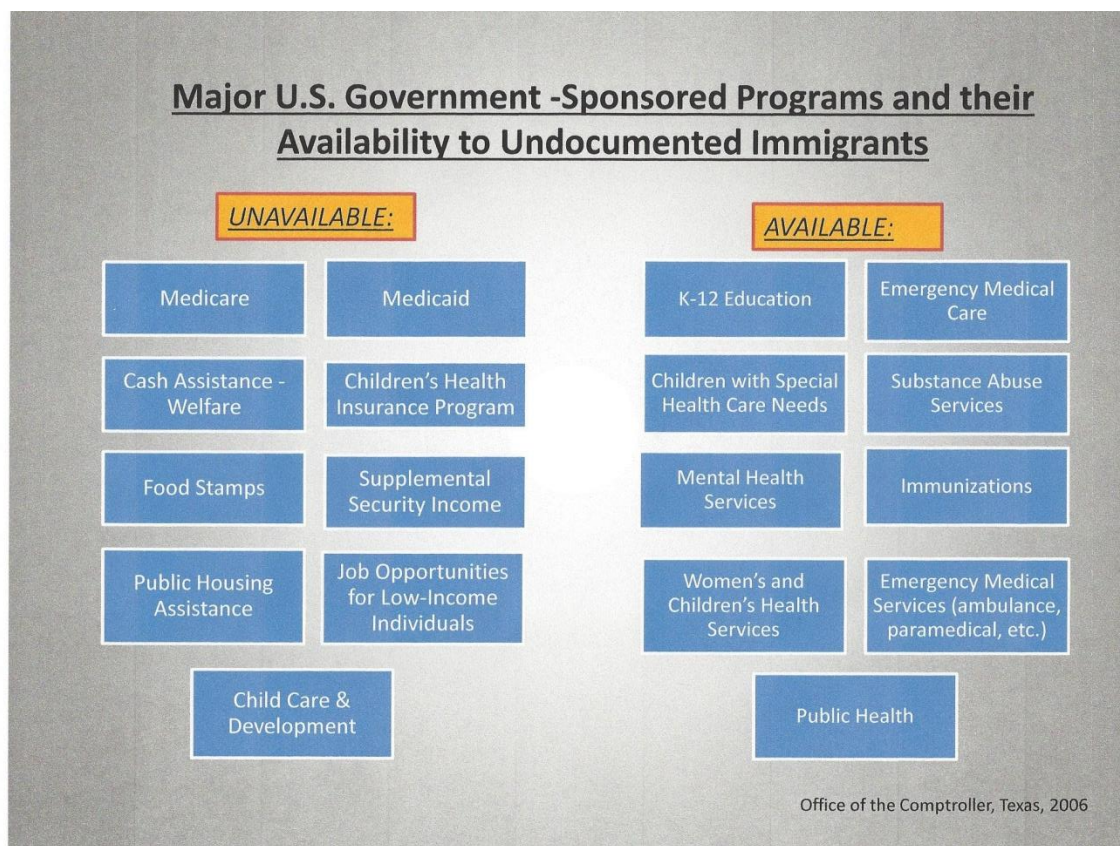 Major U.S. Government -Sponsored Programs and their
Availability to Undocumented Immigrants
UNAVAILABLE:
Medicare
Medicaid
Cash Assistance -
Welfare
Children's Health
Insurance Program
Food Stamps
Supplemental
Security Income
Public Housing
Assistance
Job Opportunities
for Low-Income
Individuals
Child Care &
Development
AVAILABLE:
K-12 Education
Emergency Medical
Care
Children with Special
Health Care Needs
Substance Abuse
Services
Mental Health
Services
Immunizations
Women's and
Children's Health
Services
Emergency Medical
Services (ambulance,
paramedical, etc.)
Public Health
Office of the Comptroller, Texas, 2006